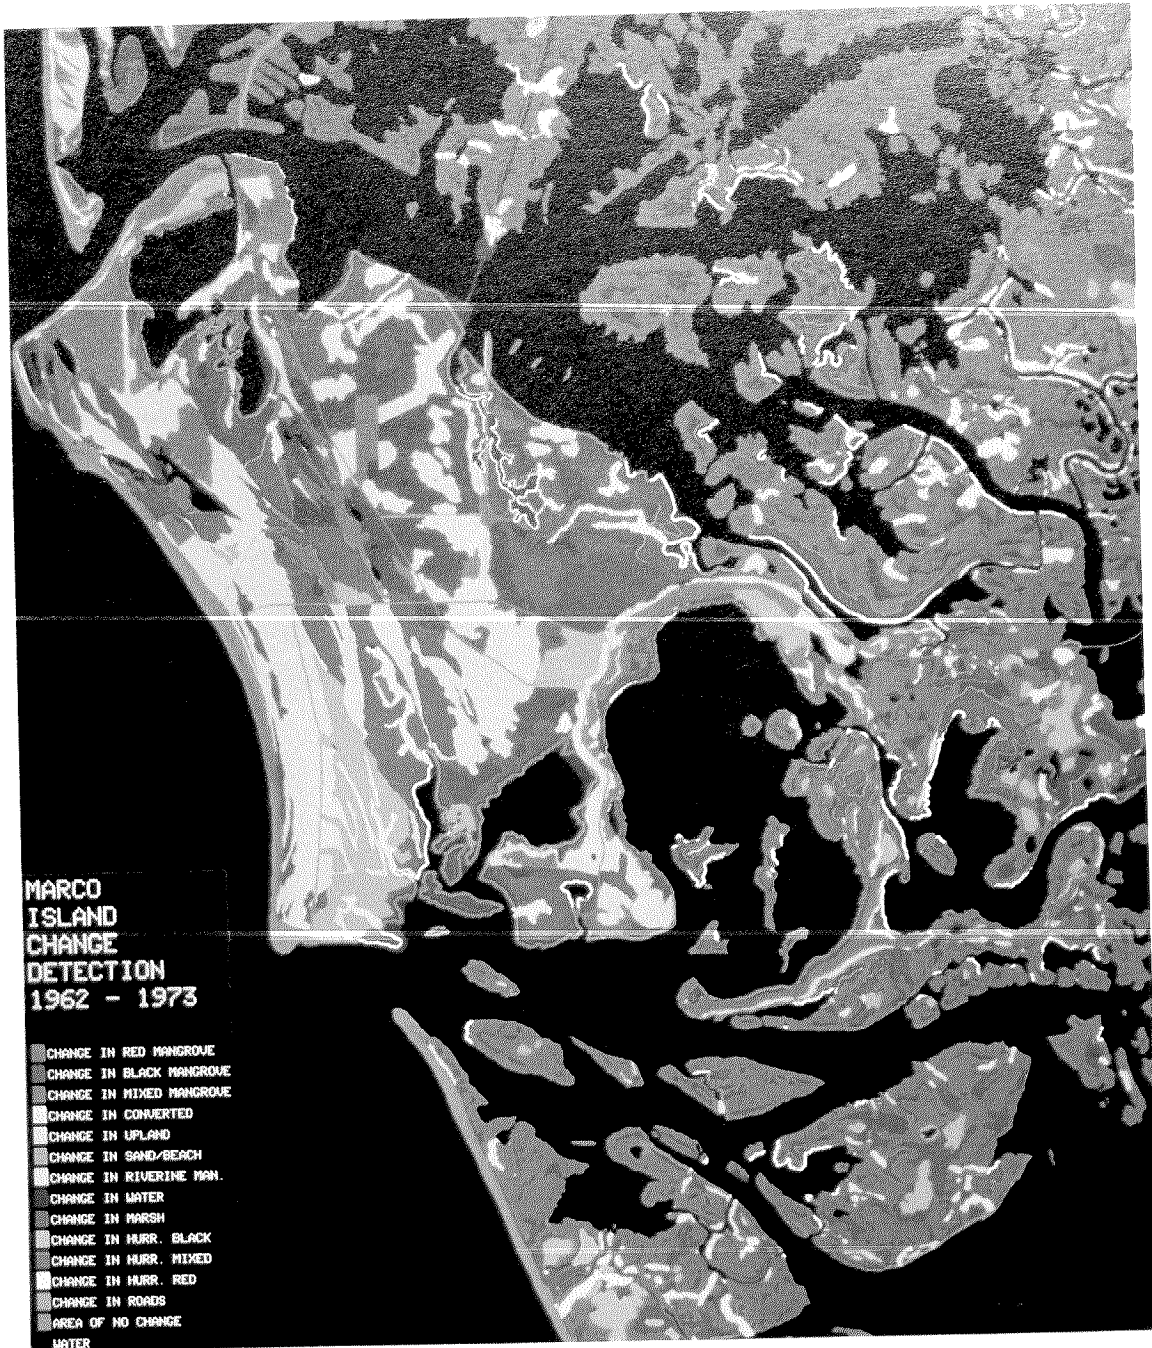 MARCO
ISLAND
CHANGE
DETECTION
1962 - 1973
CHANGE IN RED MANGROVE
CHANGE IN BLACK MANGROVE
CHANGE IN MIXED MANGROVE
CHANGE IN CONVERTED
CHANGE IN UPLAND
CHANGE IN SAND/BEACH
CHANGE IN RIVERINE MAN.
CHANGE IN WATER
CHANGE IN MARSH
CHANGE IN HURR. BLACK
CHANGE IN HURR. MIXED
CHANGE IN HURR. RED
CHANGE IN ROADS
AREA OF NO CHANGE
WATER